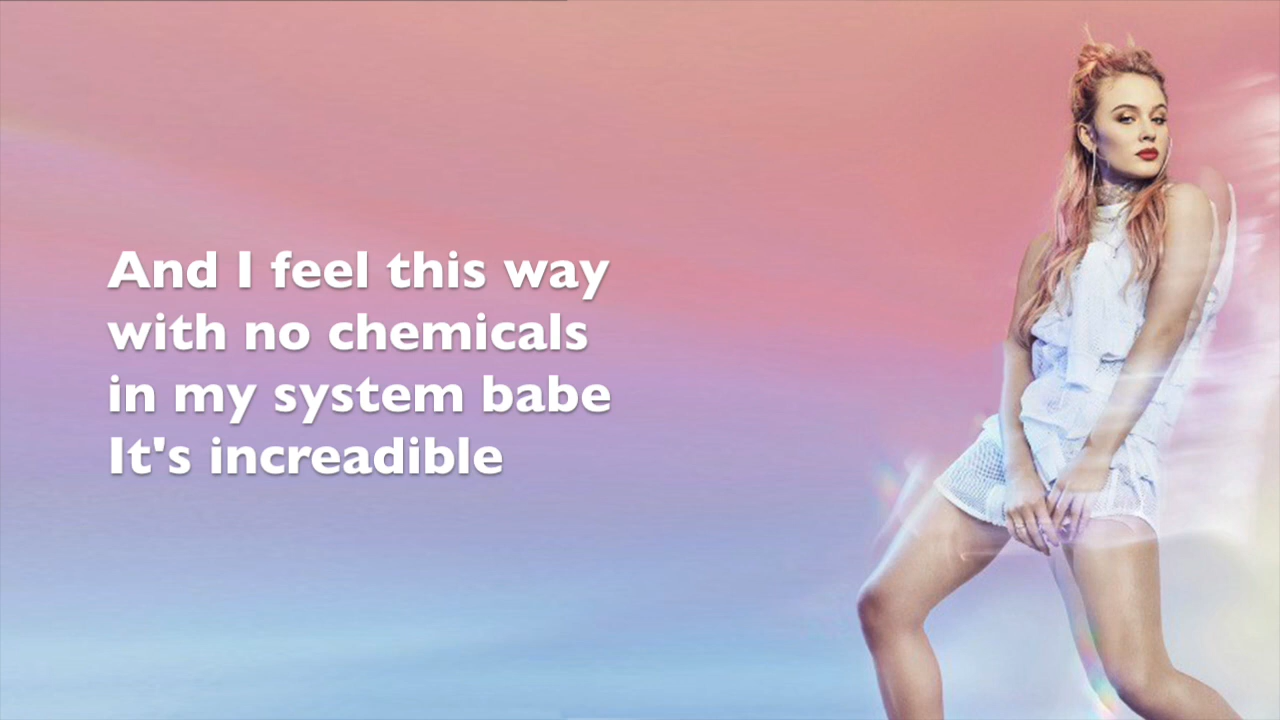 And I feel this way
with no chemicals
in my system babe
It's increadible